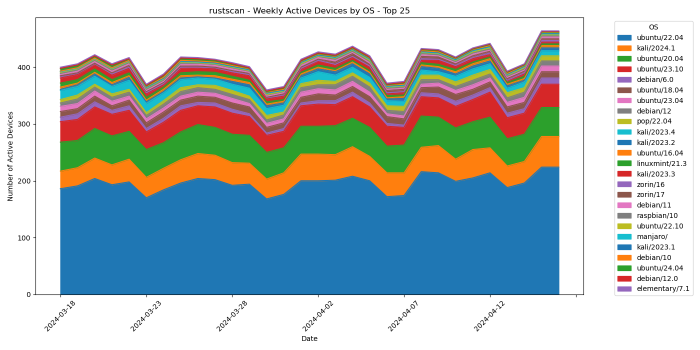 rustscan - Weekly Active Devices by OS - Top 25
Number of Active Devices
400
300
200
100
0
2024-03-18
2024-03-23
2024-03-28
2024-04-02
2024-04-07
2024-04-12
Date
OS
ubuntu/22.04
kali/2024.1
ubuntu/20.04
ubuntu/23.10
debian/6.0
ubuntu/18.04
ubuntu/23.04
debian/12
pop/22.04
kali/2023.4
kali/2023.2
ubuntu/16.04
linuxmint/21.3
kali/2023.3
zorin/16
zorin/17
debian/11
raspbian/10
ubuntu/22.10
manjaro/
kali/2023.1
debian/10
ubuntu/24.04
debian/12.0
elementary/7.1